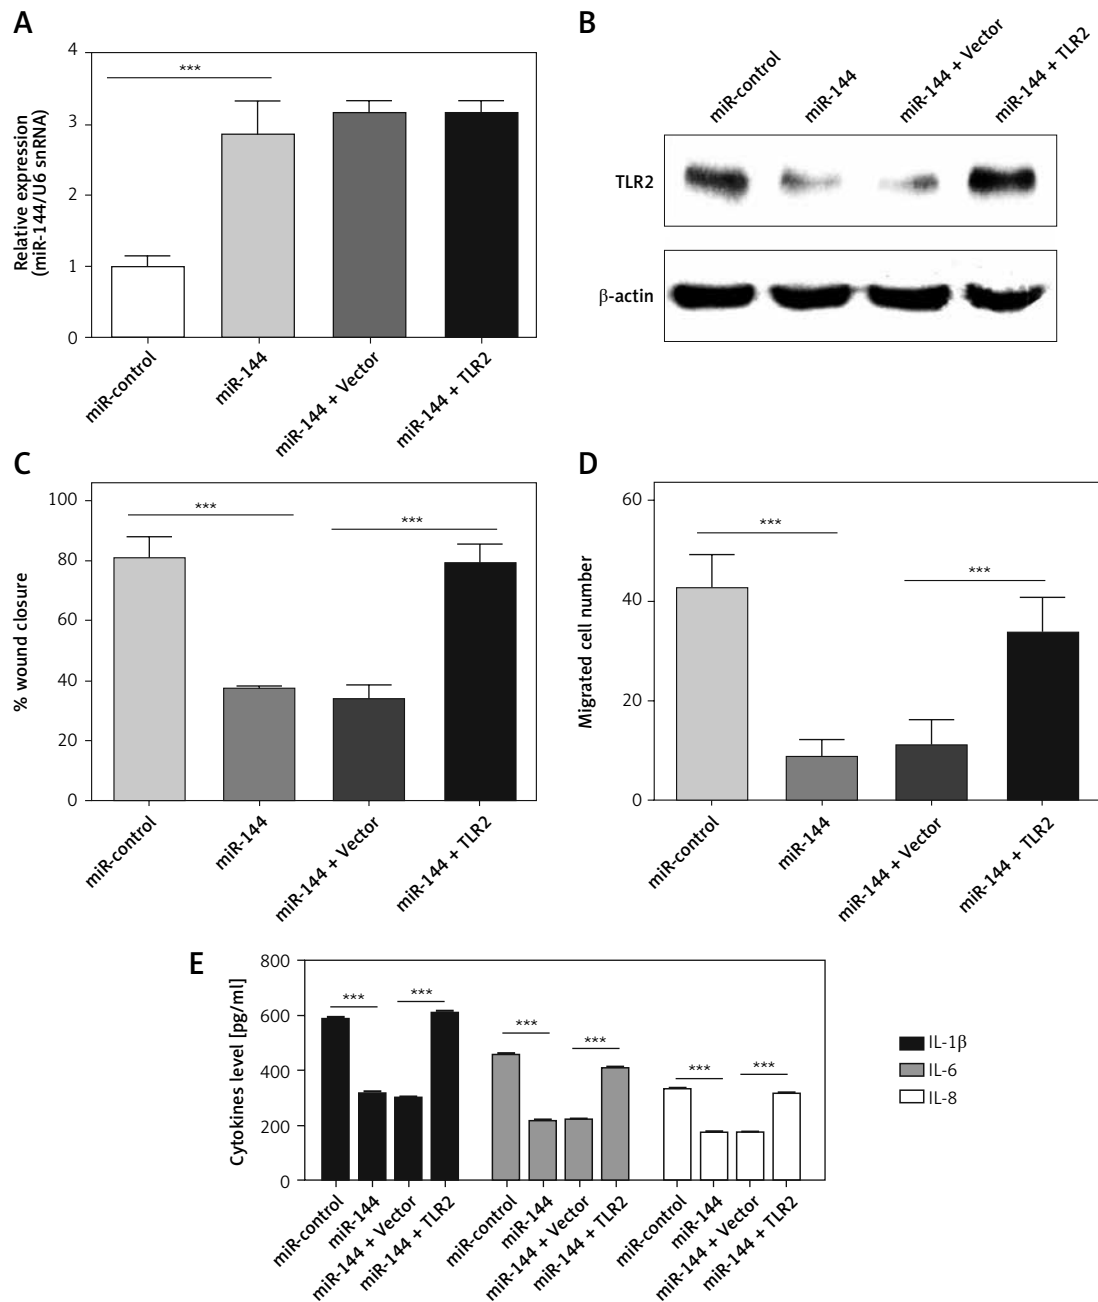 A
Relative expression
(miR-144/U6 snRNA)
4
3
2
1
0
***
miR-control
miR-144
miR-144 + Vector
miR-144 + TLR2
B
miR-control
miR-144
miR-144 + Vector
miR-144 + TLR2
TLR2
β-actin
C
% wound closure
100
80
60
40
20
0
***
***
miR-control
miR-144
miR-144 + Vector
miR-144 + TLR2
D
Migrated cell number
60
40
20
0
***
***
miR-control
miR-144
miR-144 + Vector
miR-144 + TLR2
E
Cytokines level [pg/ml]
800
600
400
200
0
***
***
***
***
***
***
miR-control
miR-144
miR-144 + Vector
miR-144 + TLR2
miR-control
miR-144
miR-144 + Vector
miR-144 + TLR2
miR-control
miR-144
miR-144 + Vector
miR-144 + TLR2
IL-1β
IL-6
IL-8